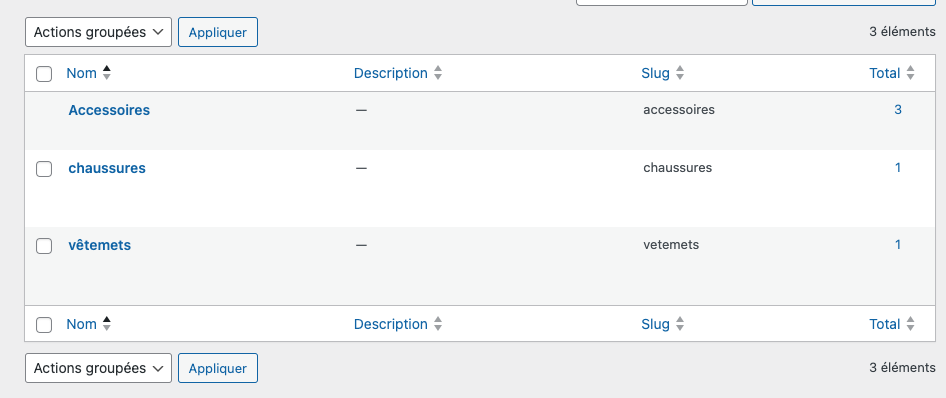 Actions groupées Appliquer 3 éléments
Nom Description Slug Total
Accessoires — accessoires 3
chaussures — chaussures 1
vêtemets — vetemets 1
Nom Description Slug Total
Actions groupées Appliquer 3 éléments